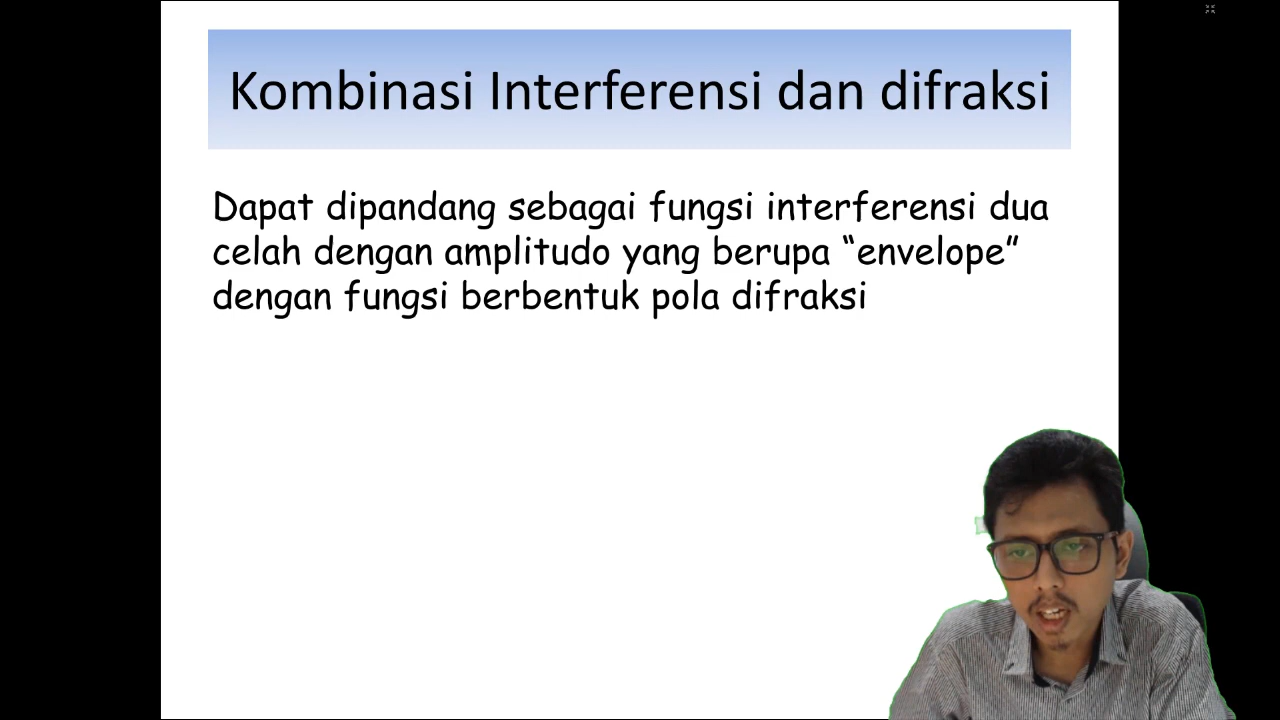 Kombinasi Interferensi dan difraksi
Dapat dipandang sebagai fungsi interferensi dua
celah dengan amplitudo yang berupa “envelope”
dengan fungsi berbentuk pola difraksi